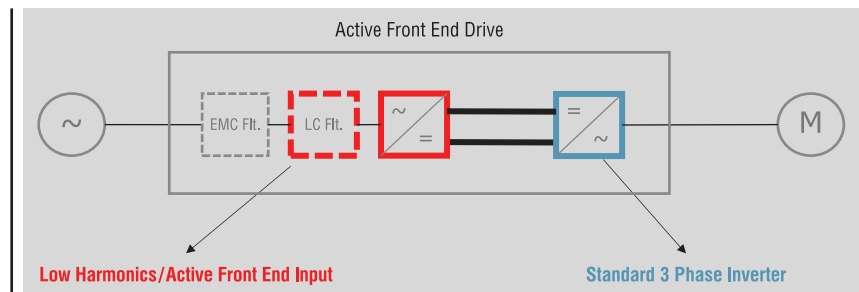 Active Front End Drive
~
EMC Flt.
LC Flt.
~
=
=
~
M
Low Harmonics/Active Front End Input
Standard 3 Phase Inverter